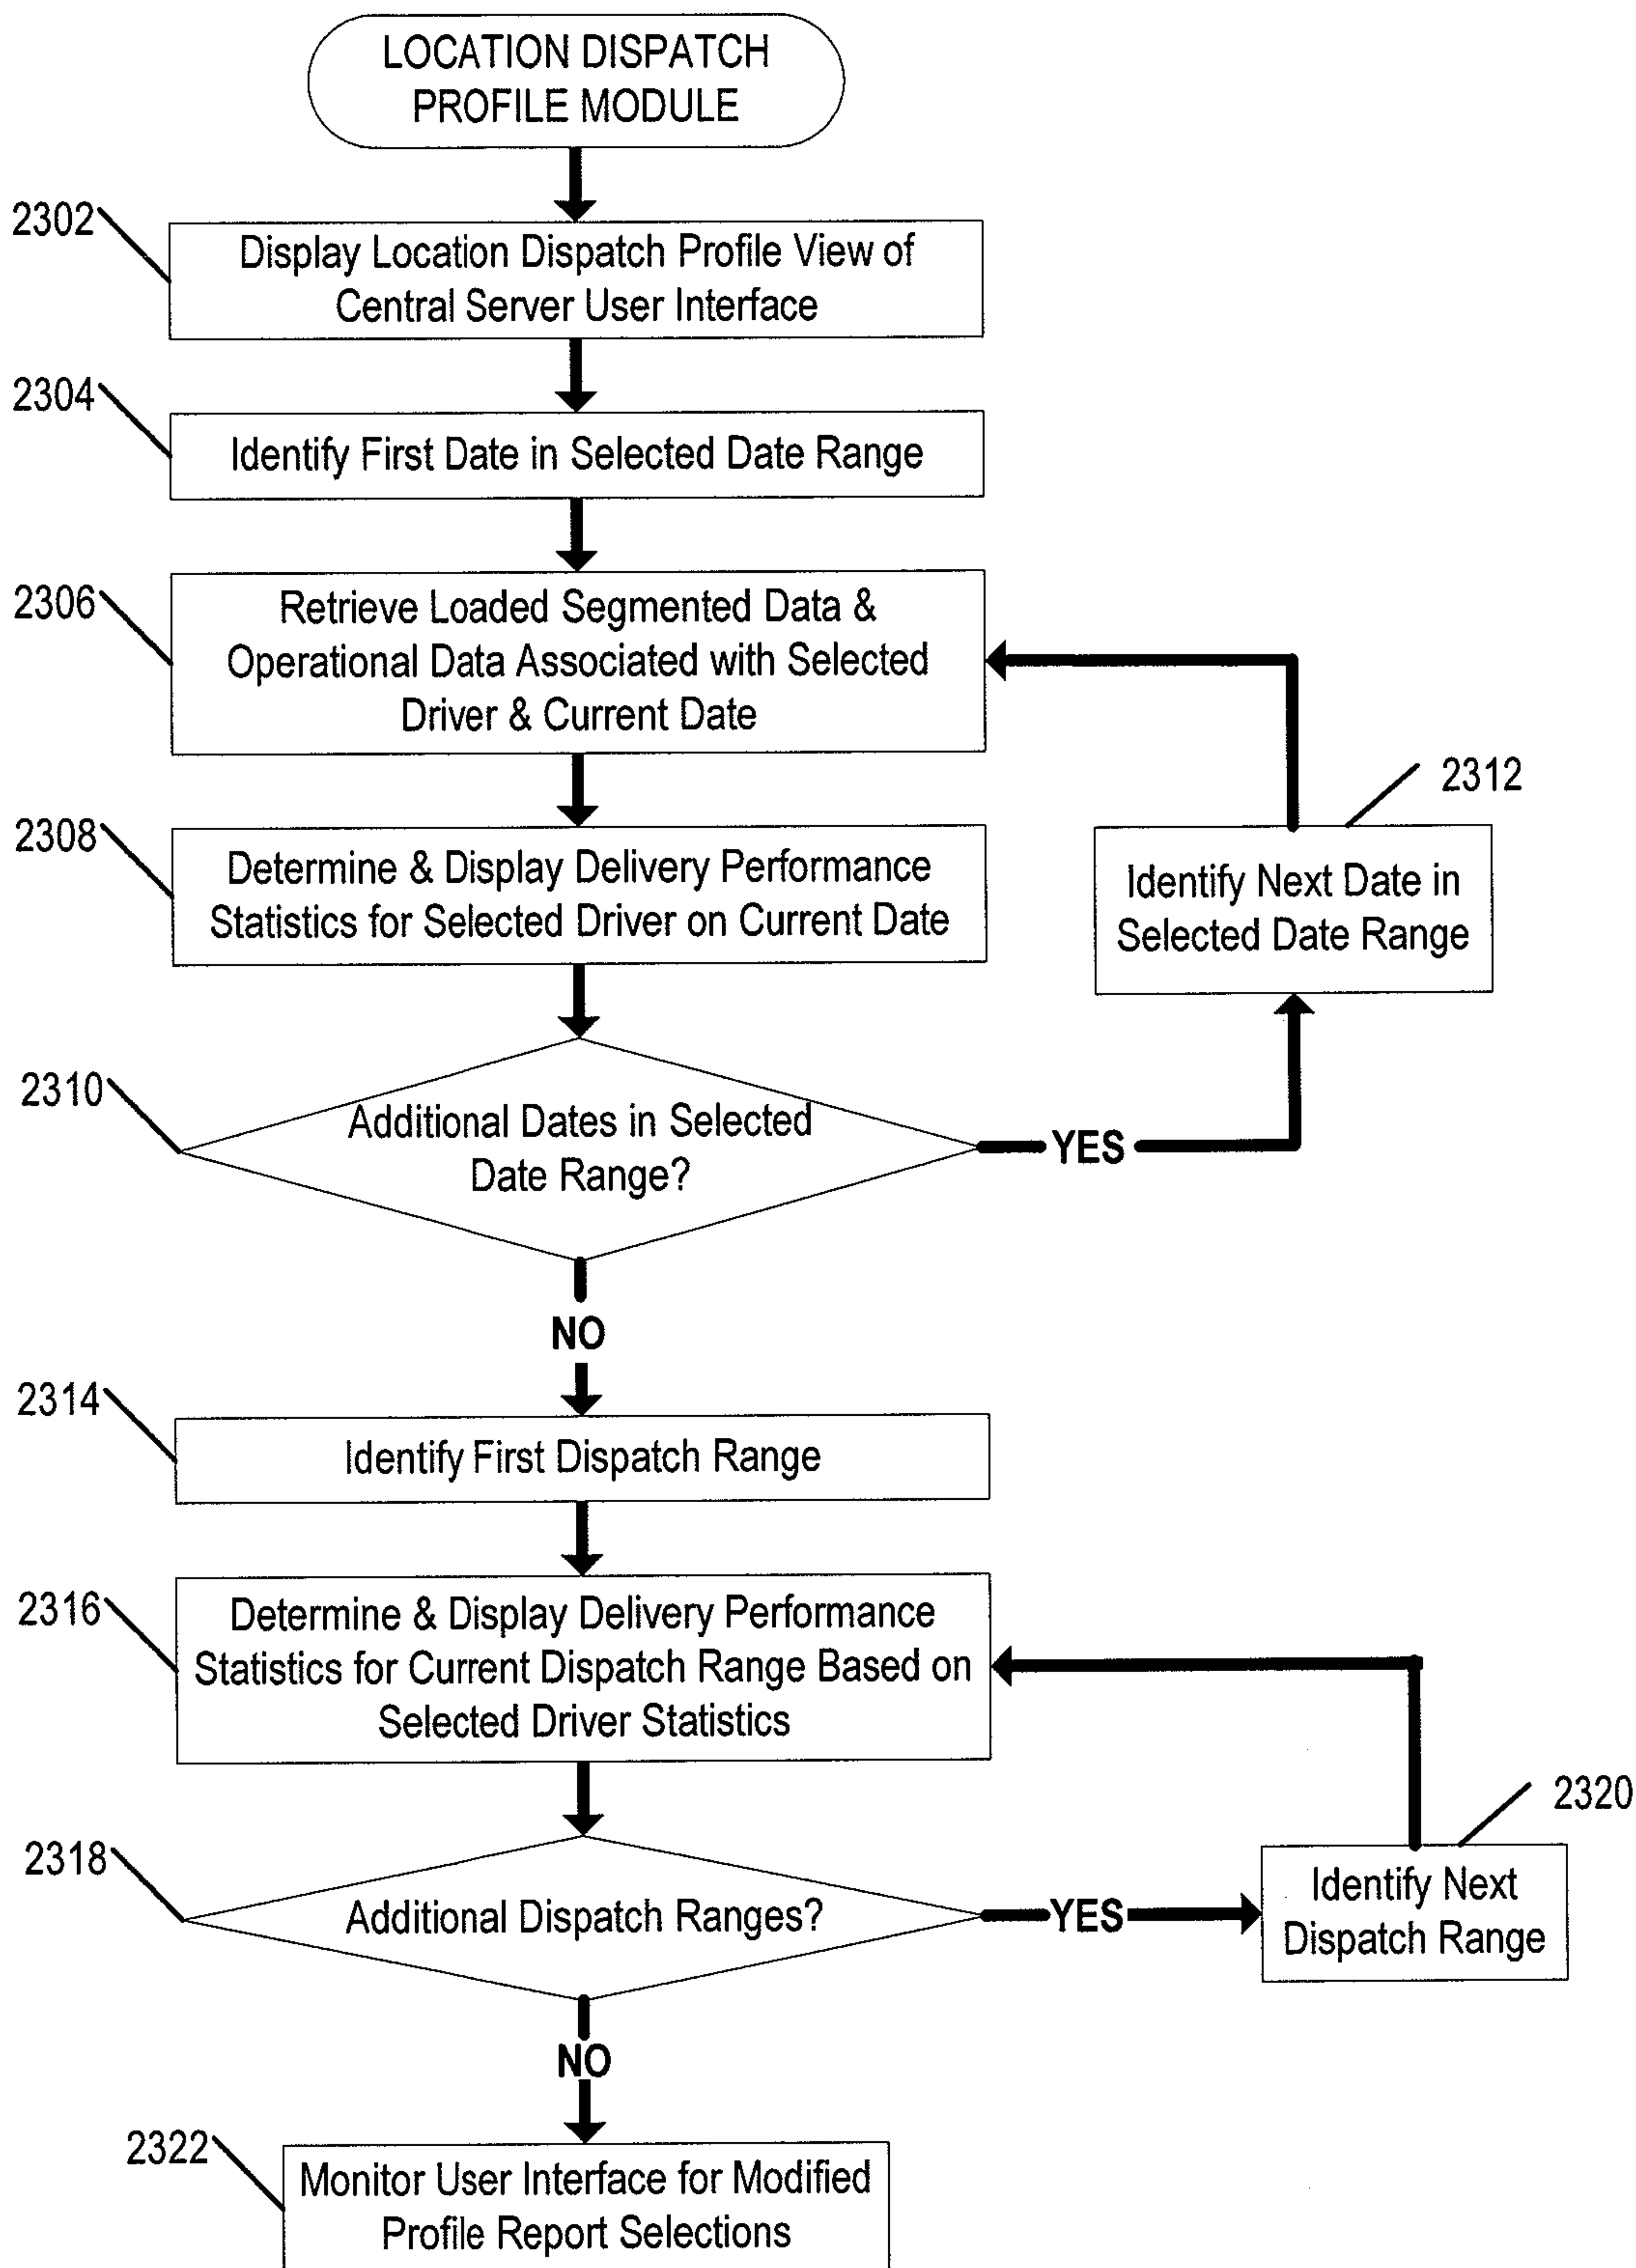 LOCATION DISPATCH
PROFILE MODULE
2302
Display Location Dispatch Profile View of
Central Server User Interface
2304
Identify First Date in Selected Date Range
2306
Retrieve Loaded Segmented Data &
Operational Data Associated with Selected
Driver & Current Date
2308
Determine & Display Delivery Performance
Statistics for Selected Driver on Current Date
2312
Identify Next Date in
Selected Date Range
2310
Additional Dates in Selected
Date Range?
YES
NO
2314
Identify First Dispatch Range
2316
Determine & Display Delivery Performance
Statistics for Current Dispatch Range Based on
Selected Driver Statistics
2318
Additional Dispatch Ranges?
YES
2320
Identify Next
Dispatch Range
NO
2322
Monitor User Interface for Modified
Profile Report Selections